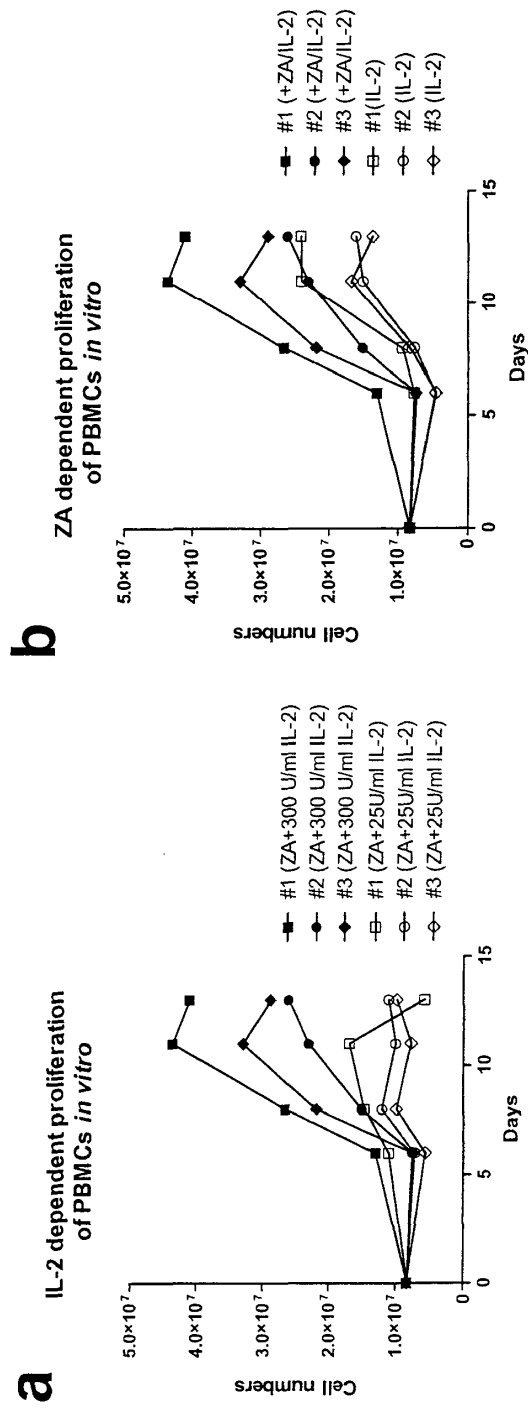 a
IL-2 dependent proliferation
of PBMCs in vitro
Cell numbers
5.0×10⁷
4.0×10⁷
3.0×10⁷
2.0×10⁷
1.0×10⁷
0
0
5
10
15
Days
#1 (ZA+300 U/ml IL-2)
#2 (ZA+300 U/ml IL-2)
#3 (ZA+300 U/ml IL-2)
#1 (ZA+25U/ml IL-2)
#2 (ZA+25U/ml IL-2)
#3 (ZA+25U/ml IL-2)
b
ZA dependent proliferation
of PBMCs in vitro
Cell numbers
5.0×10⁷
4.0×10⁷
3.0×10⁷
2.0×10⁷
1.0×10⁷
0
0
5
10
15
Days
#1 (+ZA/IL-2)
#2 (+ZA/IL-2)
#3 (+ZA/IL-2)
#1(IL-2)
#2 (IL-2)
#3 (IL-2)